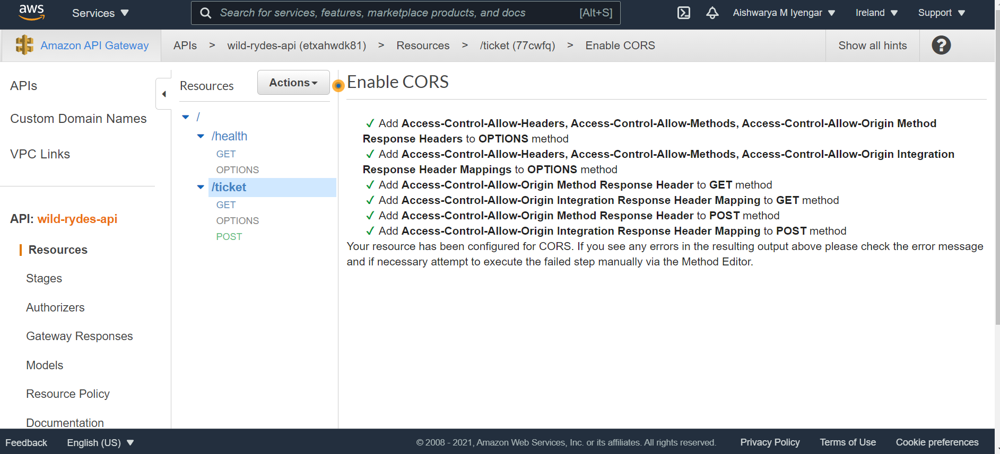 aws
Services
Search for services, features, marketplace products, and docs
[Alt+S]
Aishwarya M Iyengar
Ireland
Support
Amazon API Gateway
APIs > wild-rydes-api (etxahwdk81) > Resources > /ticket (77cwfq) > Enable CORS
Show all hints
?
APIs
Custom Domain Names
VPC Links
API: wild-rydes-api
Resources
Stages
Authorizers
Gateway Responses
Models
Resource Policy
Documentation
Resources
Actions
/
/health
GET
OPTIONS
/ticket
GET
OPTIONS
POST
Enable CORS
✓ Add Access-Control-Allow-Headers, Access-Control-Allow-Methods, Access-Control-Allow-Origin Method
Response Headers to OPTIONS method
✓ Add Access-Control-Allow-Headers, Access-Control-Allow-Methods, Access-Control-Allow-Origin Integration
Response Header Mappings to OPTIONS method
✓ Add Access-Control-Allow-Origin Method Response Header to GET method
✓ Add Access-Control-Allow-Origin Integration Response Header Mapping to GET method
✓ Add Access-Control-Allow-Origin Method Response Header to POST method
✓ Add Access-Control-Allow-Origin Integration Response Header Mapping to POST method
Your resource has been configured for CORS. If you see any errors in the resulting output above please check the error message
and if necessary attempt to execute the failed step manually via the Method Editor.
Feedback
English (US)
© 2008 - 2021, Amazon Web Services, Inc. or its affiliates. All rights reserved.
Privacy Policy
Terms of Use
Cookie preferences